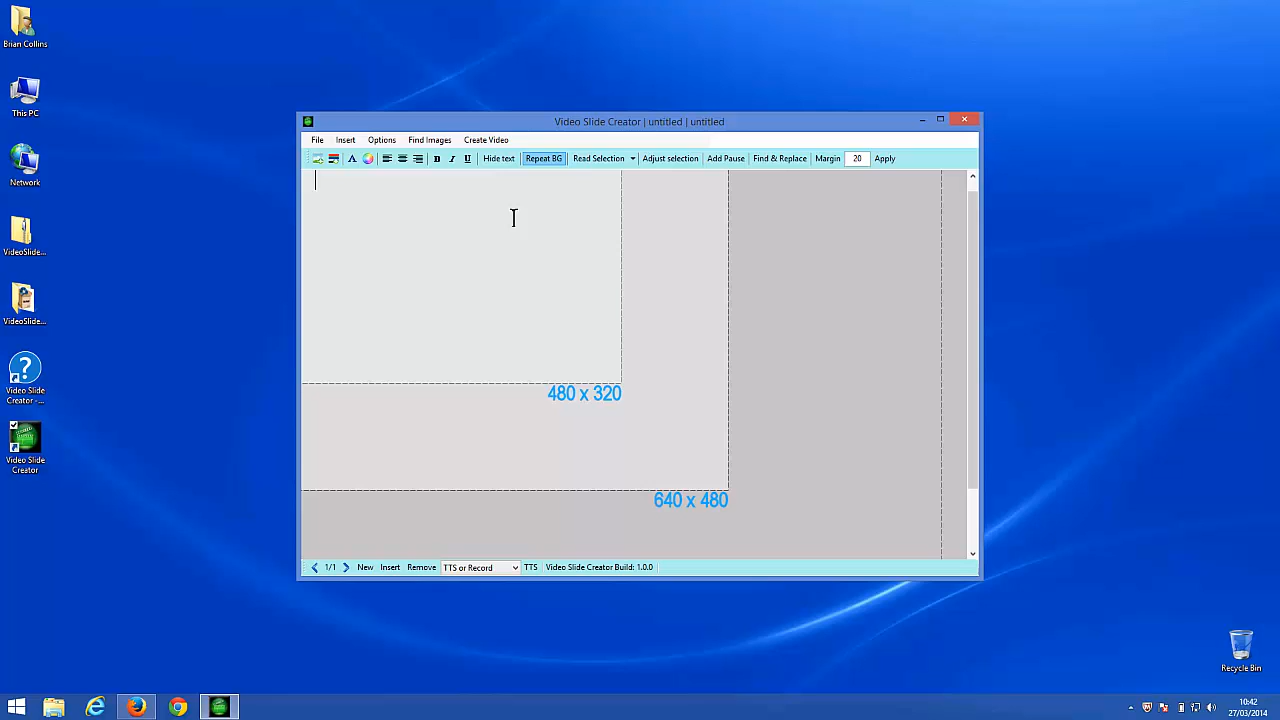 Brian Collins
This PC
Network
VideoSlide...
VideoSlide...
Video Slide
Creator -...
Video Slide
Creator
Video Slide Creator | untitled | untitled
File Insert Options Find Images Create Video
A B I U Hide text Repeat BG Read Selection Adjust selection Add Pause Find & Replace Margin 20 Apply
480 x 320
640 x 480
1/1 New Insert Remove TTS or Record TTS Video Slide Creator Build: 1.0.0
Recycle Bin
10:42
27/03/2014